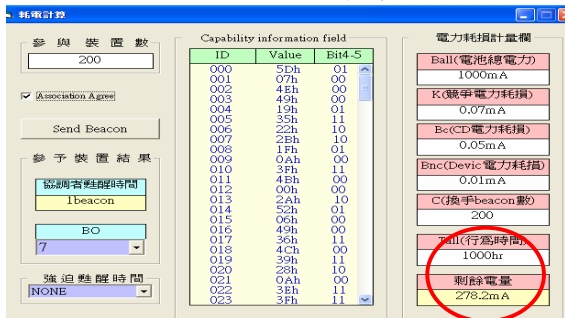 耗電計算
參與裝置數
200
Association Agree
Send Beacon
參予裝置結果
協調者甦醒時間
1beacon
BO
7
強迫甦醒時間
NONE
Capability information field
ID Value Bit4-5
000 5Dh 01
001 07h 00
002 4Eh 00
003 49h 00
004 19h 01
005 35h 11
006 22h 10
007 2Bh 10
008 1Fh 01
009 0Ah 00
010 3Fh 11
011 4Bh 00
012 00h 00
013 2Ah 10
014 52h 01
015 06h 00
016 49h 00
017 36h 11
018 4Ch 00
019 39h 11
020 28h 10
021 0Ah 00
022 3Eh 11
023 3Fh 11
電力耗損計量欄
Ball(電池總電力)
1000mA
K(競爭電力耗損)
0.07mA
Bc(CD電力耗損)
0.05mA
Bnc(Devic電力耗損)
0.01mA
C(換手beacon數)
200
Tall(行為時間)
1000hr
剩餘電量
278.2mA